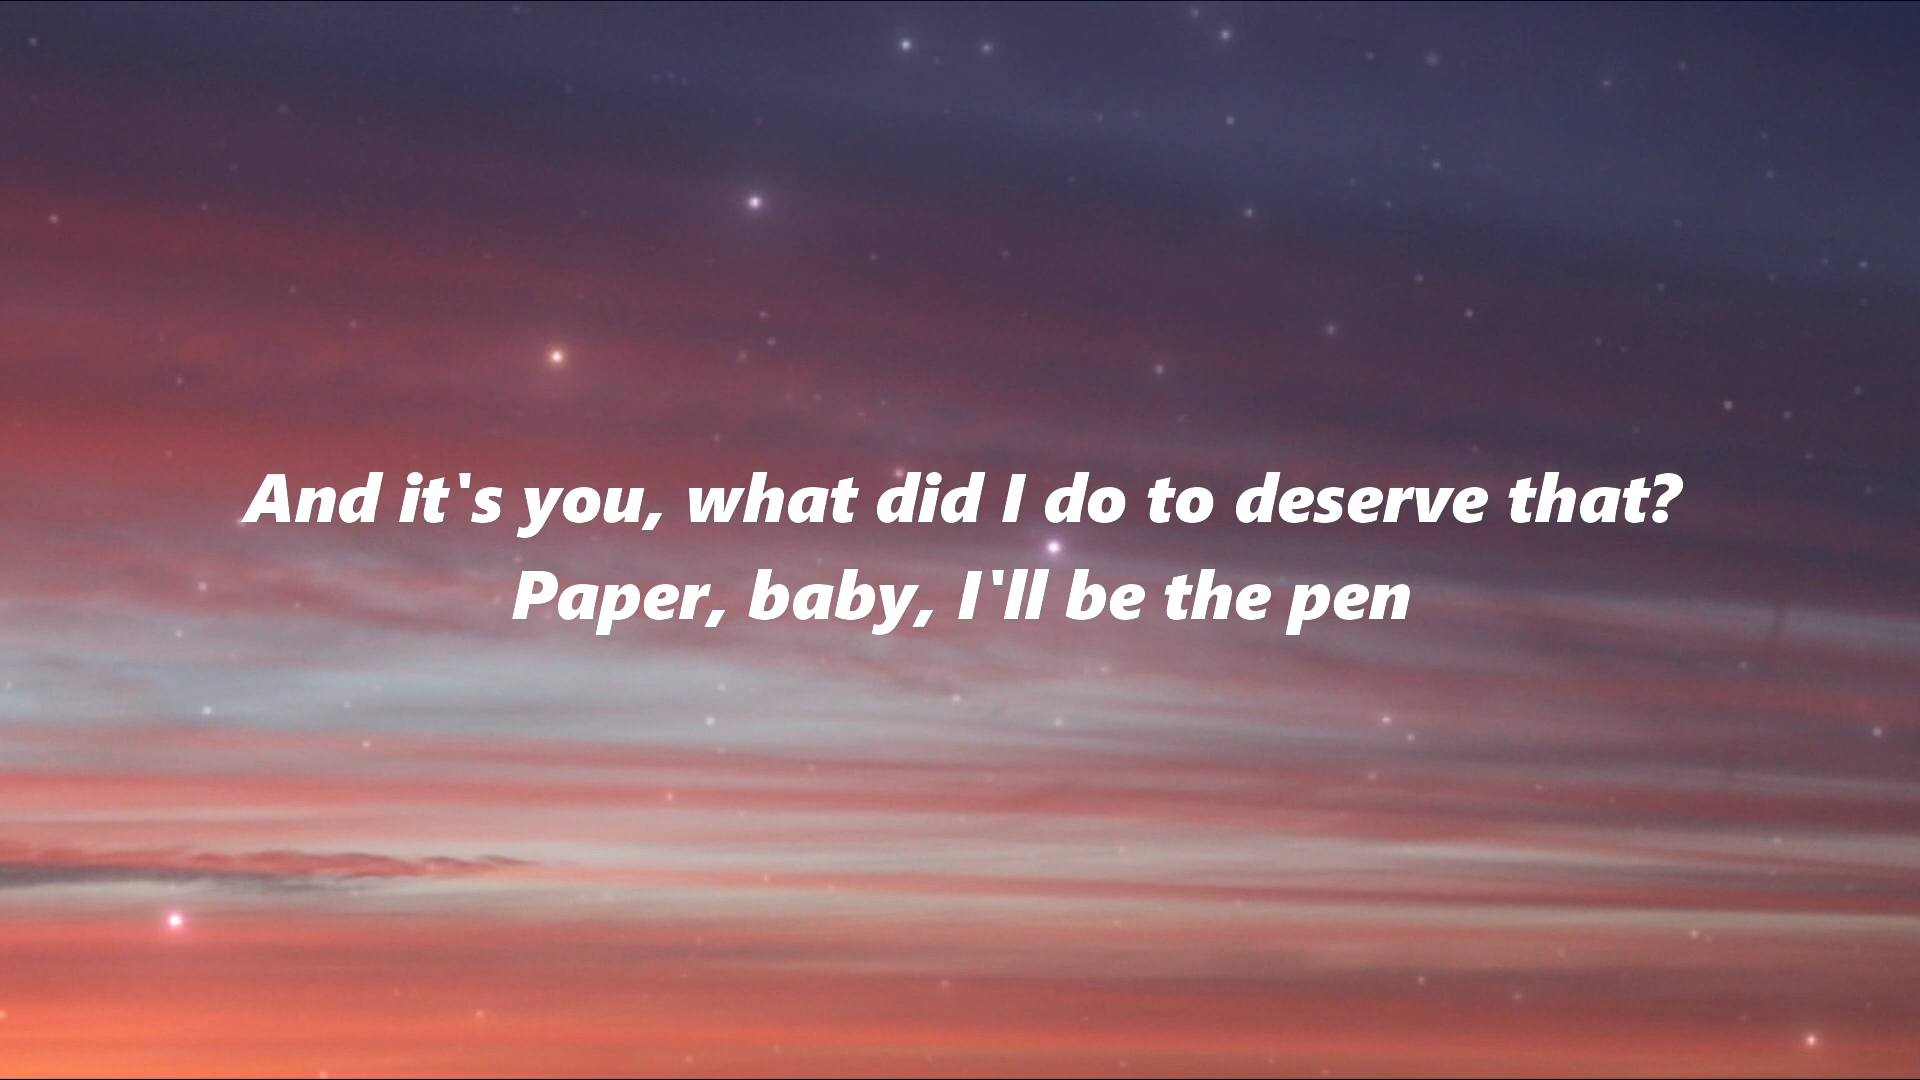 And it's you, what did I do to deserve that?
Paper, baby, I'll be the pen